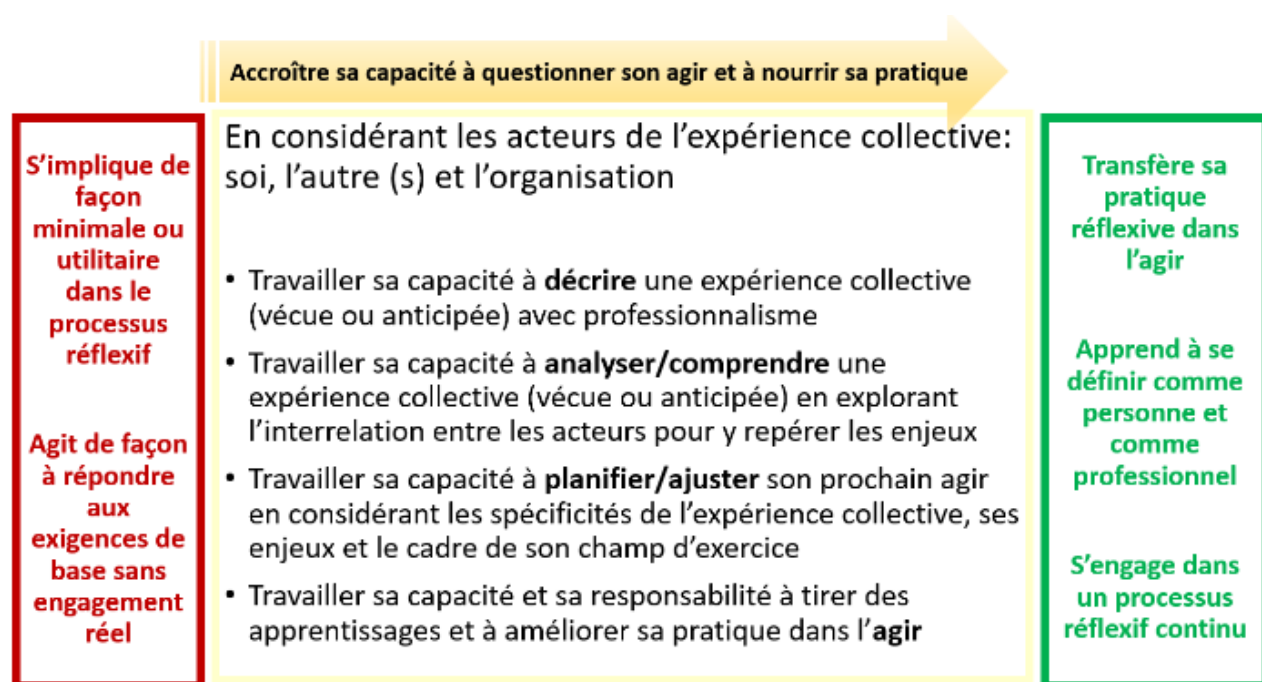 Accroître sa capacité à questionner son agir et à nourrir sa pratique
S'implique de
façon
minimale ou
utilitaire
dans le
processus
réflexif
Agit de façon
à répondre
aux
exigences de
base sans
engagement
réel
En considérant les acteurs de l'expérience collective:
soi, l'autre (s) et l'organisation
• Travailler sa capacité à décrire une expérience collective
(vécue ou anticipée) avec professionnalisme
• Travailler sa capacité à analyser/comprendre une
expérience collective (vécue ou anticipée) en explorant
l'interrelation entre les acteurs pour y repérer les enjeux
• Travailler sa capacité à planifier/ajuster son prochain agir
en considérant les spécificités de l'expérience collective, ses
enjeux et le cadre de son champ d'exercice
• Travailler sa capacité et sa responsabilité à tirer des
apprentissages et à améliorer sa pratique dans l'agir
Transfère sa
pratique
réflexive dans
l'agir
Apprend à se
définir comme
personne et
comme
professionnel
S'engage dans
un processus
réflexif continu